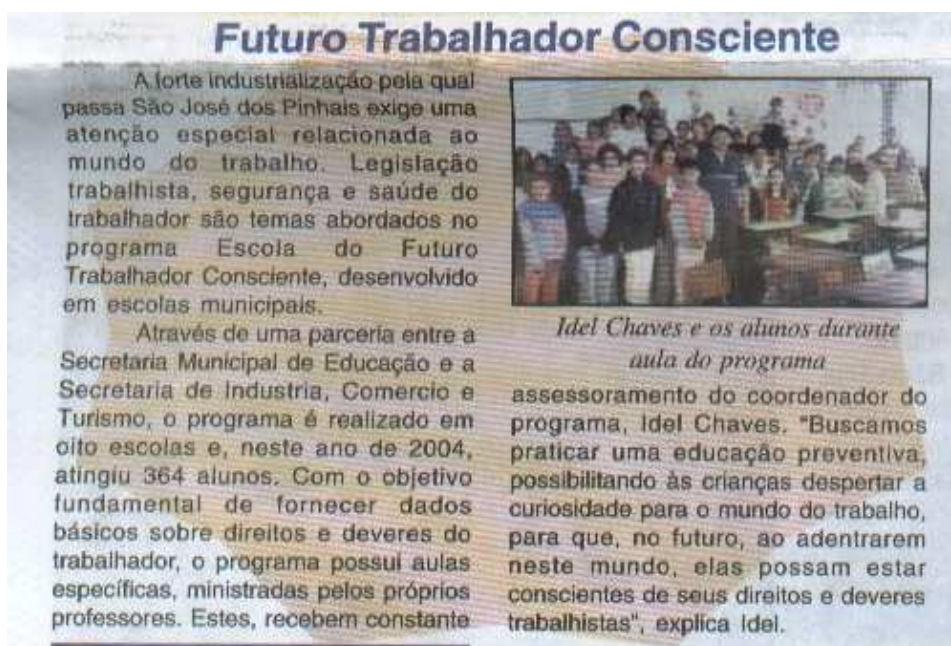 Futuro Trabalhador Consciente
A forte industrialização pela qual
passa São José dos Pinhais exige uma
atenção especial relacionada ao
mundo do trabalho. Legislação
trabalhista, segurança e saúde do
trabalhador são temas abordados no
programa Escola do Futuro
Trabalhador Consciente, desenvolvido
em escolas municipais.
Através de uma parceria entre a
Secretaria Municipal de Educação e a
Secretaria de Industria, Comercio e
Turismo, o programa é realizado em
oito escolas e, neste ano de 2004,
atingiu 364 alunos. Com o objetivo
fundamental de fornecer dados
básicos sobre direitos e deveres do
trabalhador, o programa possui aulas
específicas, ministradas pelos próprios
professores. Estes, recebem constante
Idel Chaves e os alunos durante
aula do programa
assessoramento do coordenador do
programa, Idel Chaves. "Buscamos
praticar uma educação preventiva,
possibilitando às crianças despertar a
curiosidade para o mundo do trabalho,
para que, no futuro, ao adentrarem
neste mundo, elas possam estar
conscientes de seus direitos e deveres
trabalhistas", explica Idel.